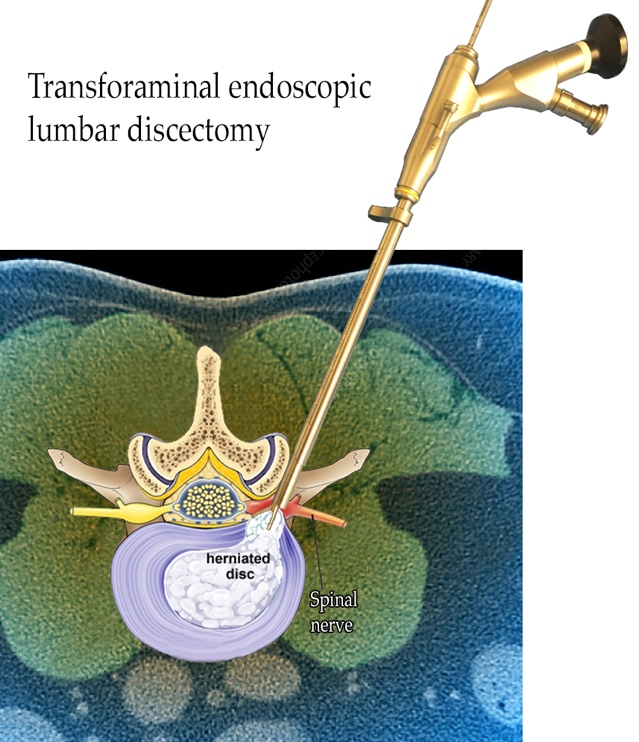 Transforaminal endoscopic
lumbar discectomy
herniated
disc
Spinal
nerve